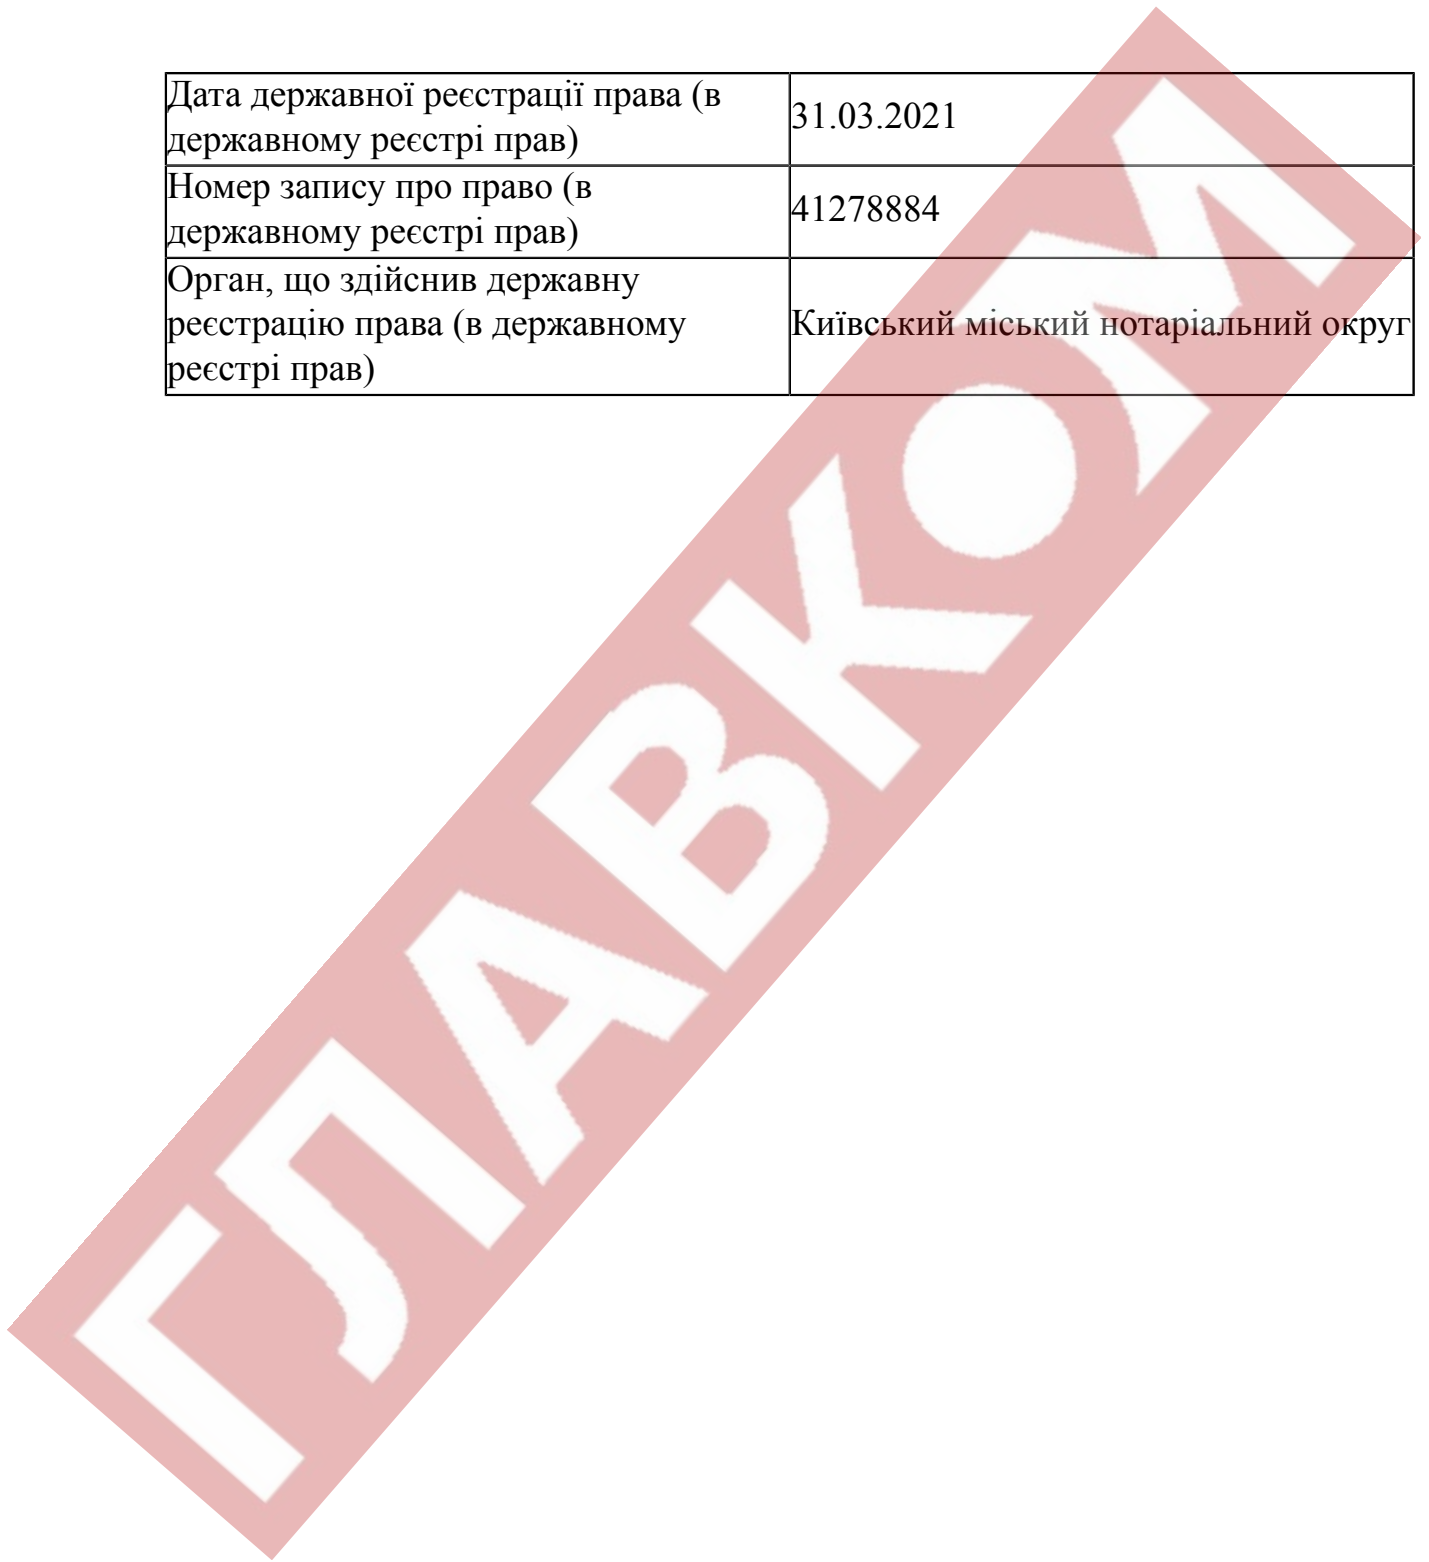 Дата державної реєстрації права (в
державному реєстрі прав)
31.03.2021
Номер запису про право (в
державному реєстрі прав)
41278884
Орган, що здійснив державну
реєстрацію права (в державному
реєстрі прав)
Київський міський нотаріальний округ
ГЛАВКОМ